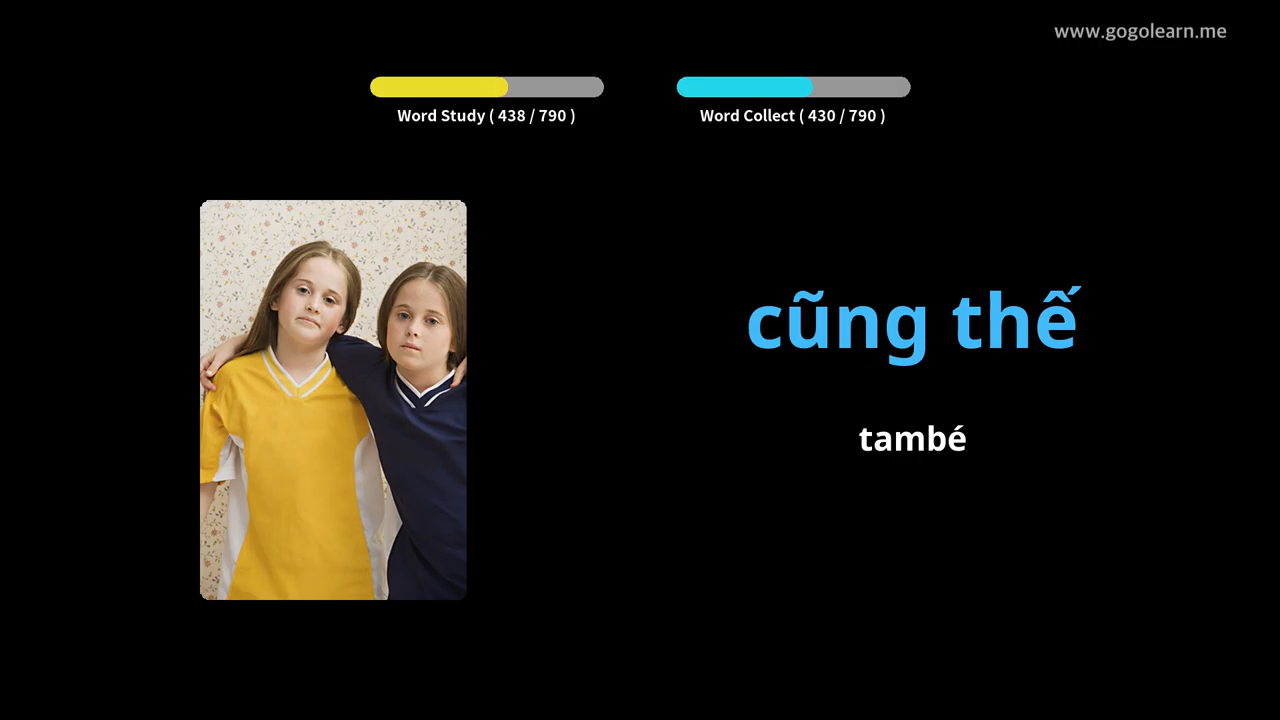 www.gogolearn.me
Word Study ( 438 / 790 )
Word Collect ( 430 / 790 )
cũng thế
també